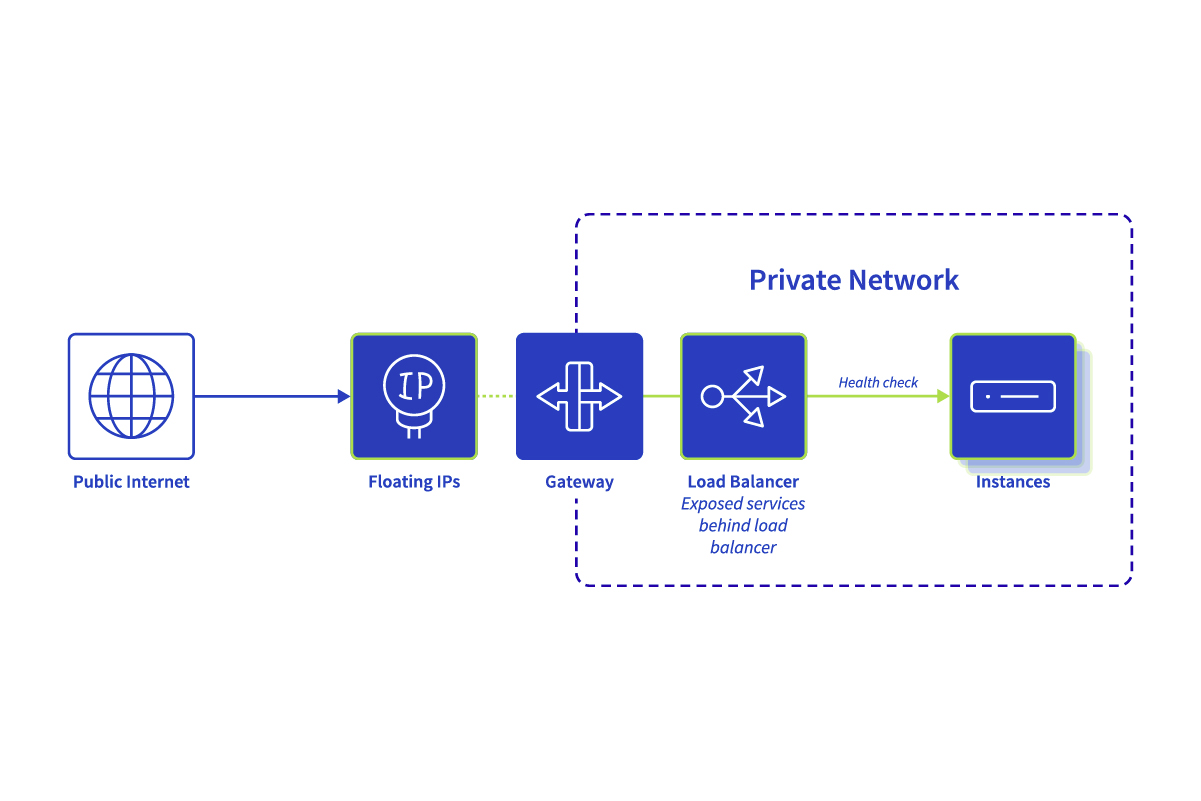 Private Network
IP
Health check
Public Internet
Floating IPs
Gateway
Load Balancer
Exposed services
behind load
balancer
Instances